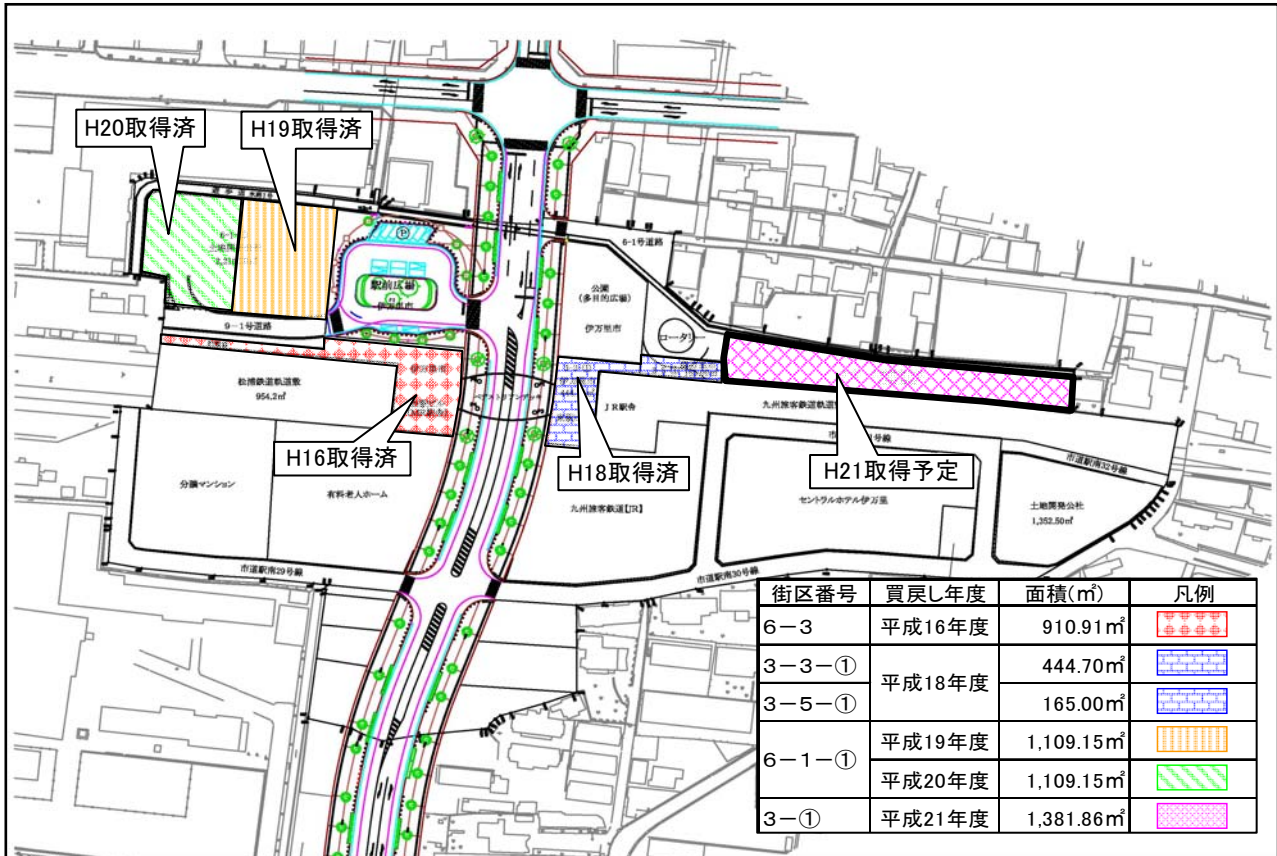 H20取得済
H19取得済
6-1号道路
公園
(多目的広場)
伊万里市
駅前広場
伊万里市
ロータリー
9-1号道路
松浦鉄道軌道敷
954.2㎡
JR駅舎
九州旅客鉄道軌道敷
H16取得済
H18取得済
H21取得予定
市道駅南32号線
分譲マンション
有料老人ホーム
九州旅客鉄道【JR】
セントラルホテル伊万里
土地開発公社
1,352.50㎡
市道駅南29号線
市道駅南30号線
街区番号 買戻し年度 面積(㎡) 凡例
6-3 平成16年度 910.91㎡
3-3-① 平成18年度 444.70㎡
3-5-① 165.00㎡
6-1-① 平成19年度 1,109.15㎡
平成20年度 1,109.15㎡
3-① 平成21年度 1,381.86㎡